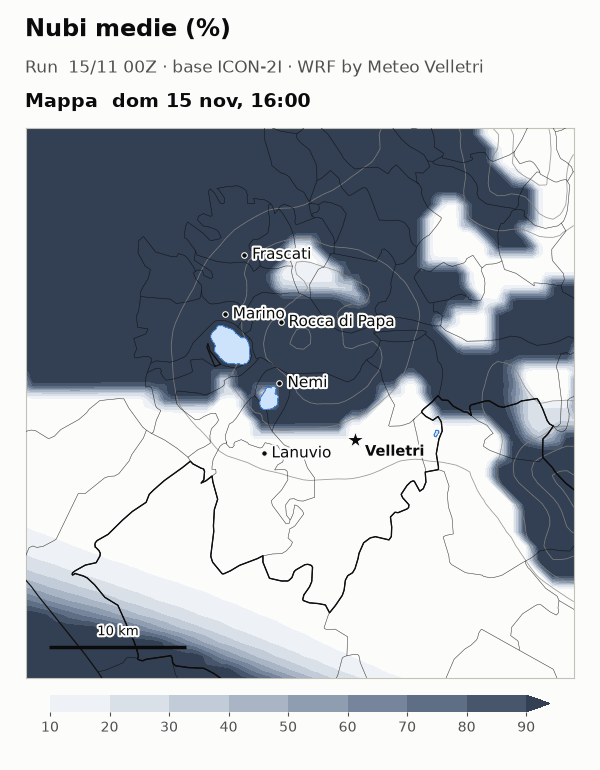 Nubi medie (%)
Run  15/11 00Z · base ICON-2I · WRF by Meteo Velletri
Mappa  dom 15 nov, 16:00
Frascati
Marino
Rocca di Papa
Nemi
Velletri
Lanuvio
10 km
10 20 30 40 50 60 70 80 90